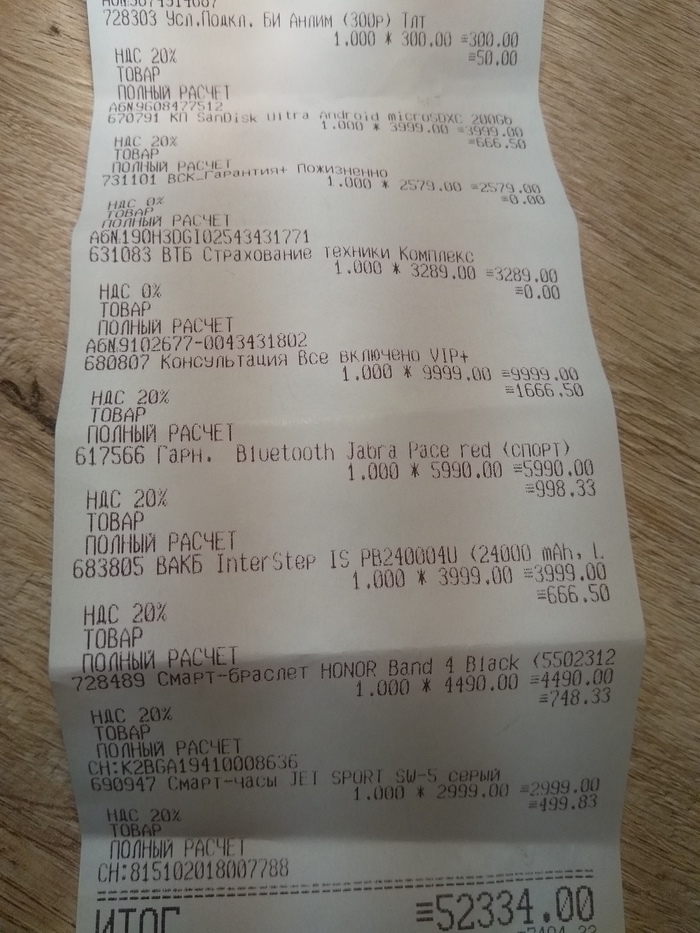 728303 Усл.Подкл. БИ Анлим (300р) Тлт
1.000 * 300.00 =300.00
НДС 20% =50.00
ТОВАР
ПОЛНЫЙ РАСЧЕТ
АбN9608477512
670791 КП SanDisk Ultra Android microSDXC 200Gb
1.000 * 3999.00 =3999.00
НДС 20% =666.50
ТОВАР
ПОЛНЫЙ РАСЧЕТ
731101 ВСК_Гарантия+ Пожизненно
1.000 * 2579.00 =2579.00
НДС 0% =0.00
ТОВАР
ПОЛНЫЙ РАСЧЕТ
АбN190H3DGI02543431771
631083 ВТБ Страхование техники Комплекс
1.000 * 3289.00 =3289.00
НДС 0% =0.00
ТОВАР
ПОЛНЫЙ РАСЧЕТ
АбN9102677-0043431802
680807 Консультация Все включено VIP+
1.000 * 9999.00 =9999.00
НДС 20% =1666.50
ТОВАР
ПОЛНЫЙ РАСЧЕТ
617566 Гарн. Bluetooth Jabra Pace red (спорт)
1.000 * 5990.00 =5990.00
НДС 20% =998.33
ТОВАР
ПОЛНЫЙ РАСЧЕТ
683805 ВАКБ InterStep IS PB240004U (24000 mAh, L
1.000 * 3999.00 =3999.00
НДС 20% =666.50
ТОВАР
ПОЛНЫЙ РАСЧЕТ
728489 Смарт-браслет HONOR Band 4 Black (5502312
1.000 * 4490.00 =4490.00
НДС 20% =748.33
ТОВАР
ПОЛНЫЙ РАСЧЕТ
СН:K2BGA19410008636
690947 Смарт-часы JET SPORT SW-5 серый
1.000 * 2999.00 =2999.00
НДС 20% =499.83
ТОВАР
ПОЛНЫЙ РАСЧЕТ
СН:815102018007788
ИТОГ =52334.00